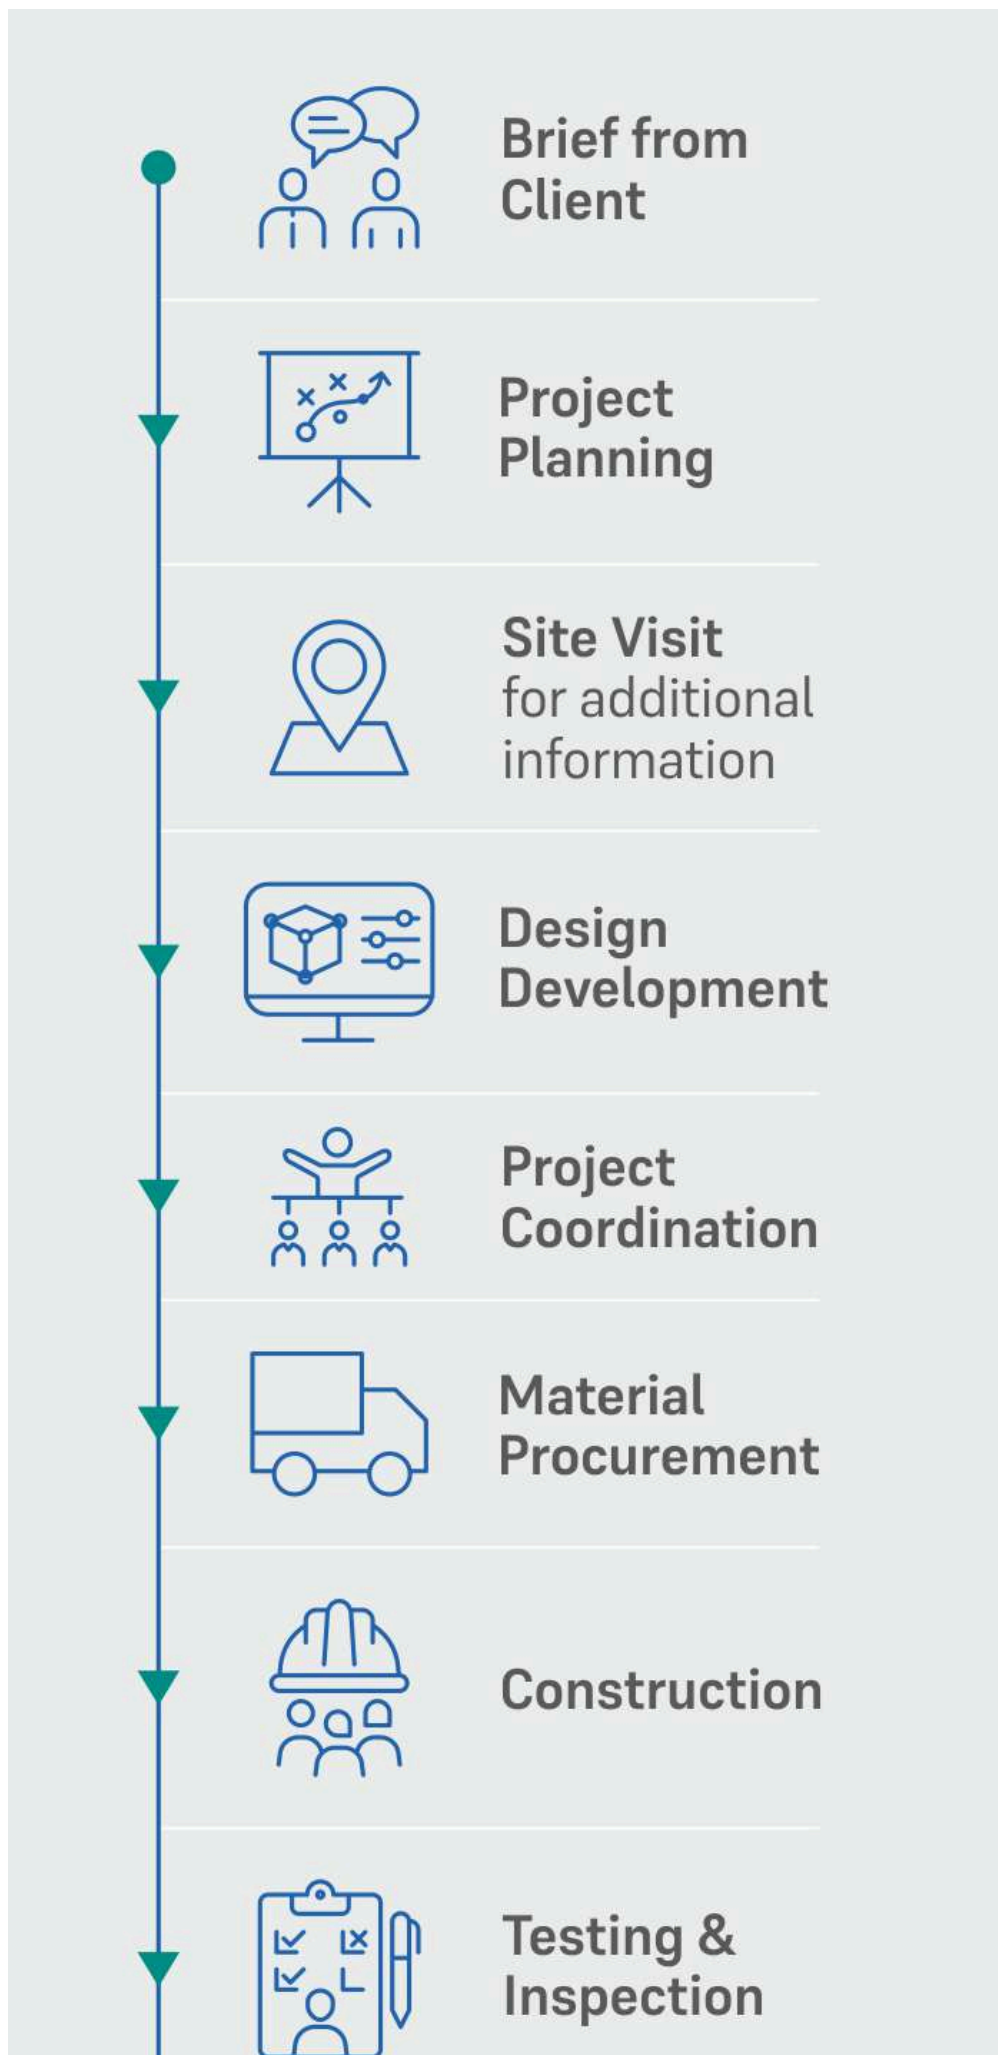 Brief from
Client
Project
Planning
Site Visit
for additional
information
Design
Development
Project
Coordination
Material
Procurement
Construction
Testing &
Inspection